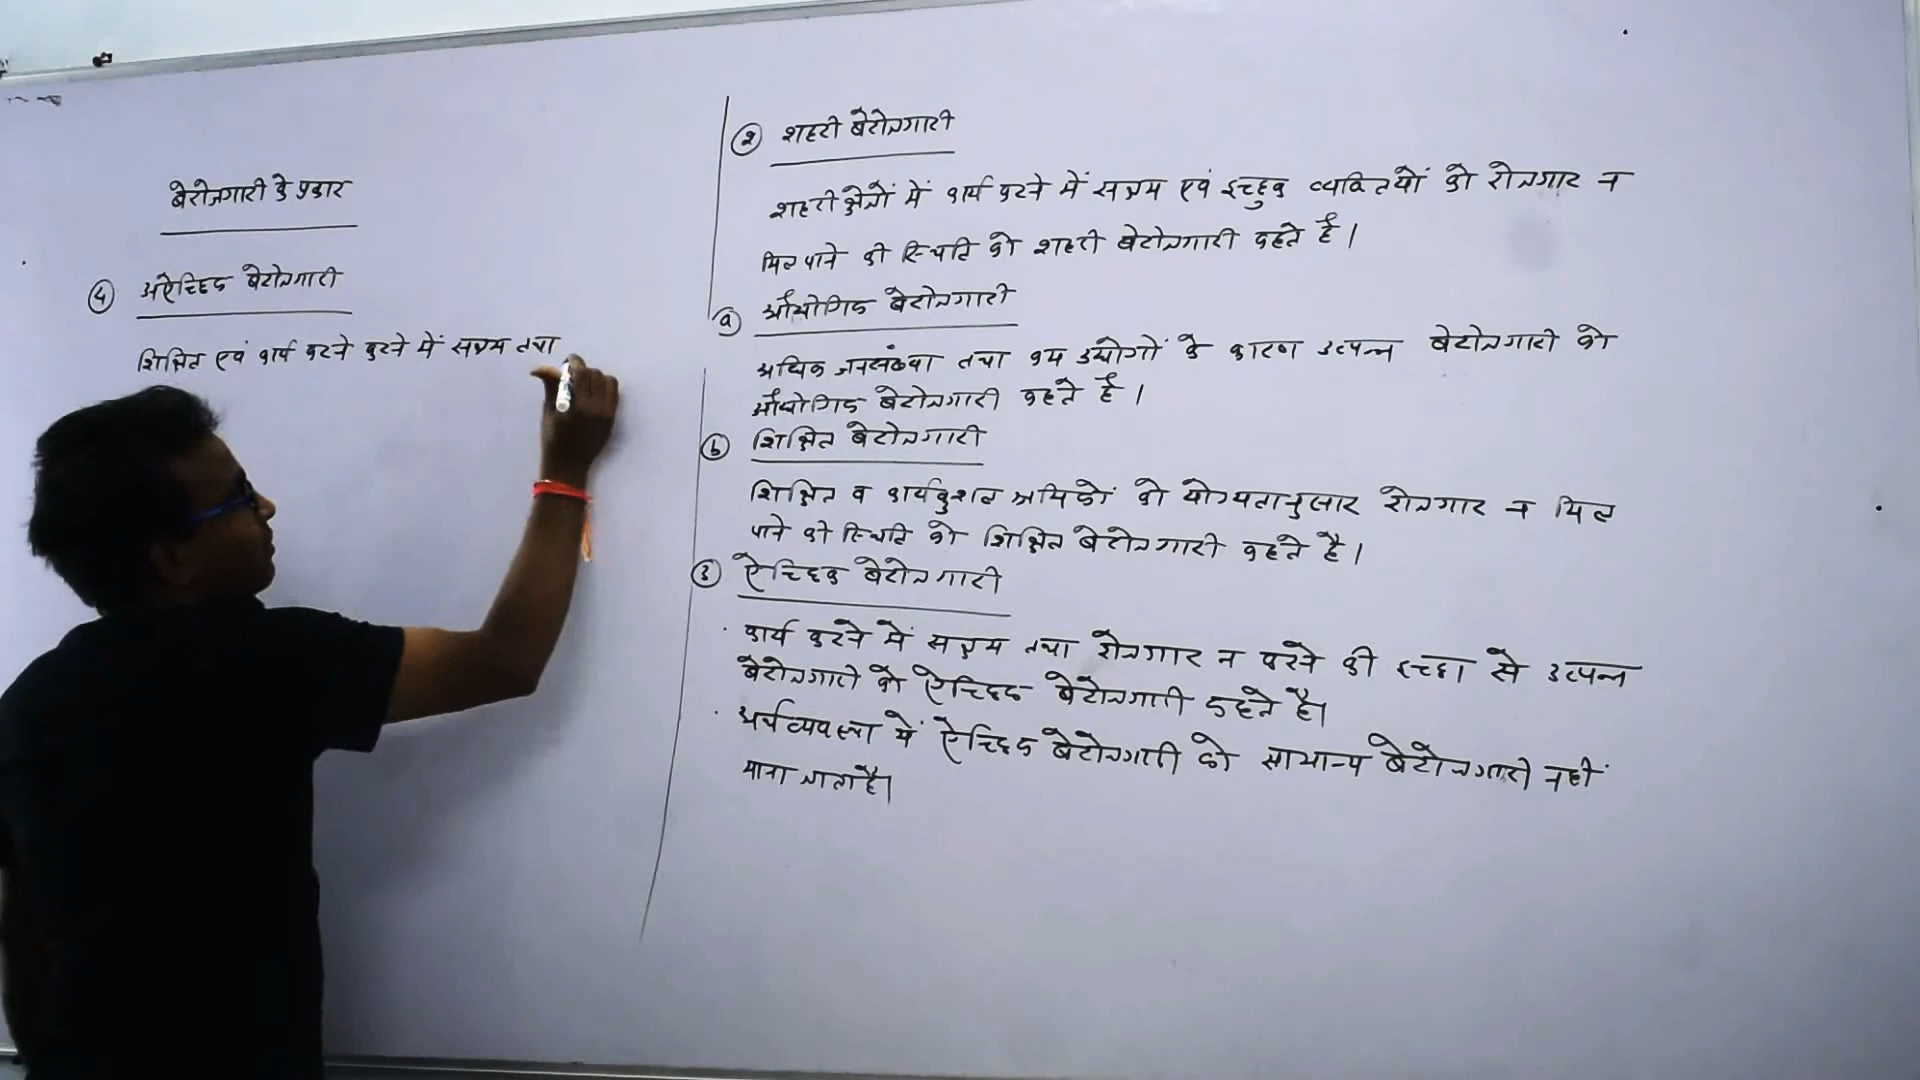 बेरोजगारी के प्रकार
④ अऐच्छिक बेरोजगारी
शिक्षित एवं कार्य करने करने में सक्षम तथा
② शहरी बेरोजगारी
शहरी क्षेत्रों में कार्य करने में सक्षम एवं इच्छुक व्यक्तियों को रोजगार न
मिल पाने की स्थिति को शहरी बेरोजगारी कहते है।
ⓐ औद्योगिक बेरोजगारी
अधिक जनसंख्या तथा कम उद्योगों के कारण उत्पन्न बेरोजगारी को
औद्योगिक बेरोजगारी कहते है।
ⓑ शिक्षित बेरोजगारी
शिक्षित व कार्यकुशल श्रमिकों को योग्यतानुसार रोजगार न मिल
पाने की स्थिति को शिक्षित बेरोजगारी कहते है।
③ ऐच्छिक बेरोजगारी
· कार्य करने में सक्षम तथा रोजगार न करने की इच्छा से उत्पन्न
बेरोजगारी को ऐच्छिक बेरोजगारी कहते है।
· अर्थव्यवस्था में ऐच्छिक बेरोजगारी को सामान्य बेरोजगारी नहीं
माना जाता है।